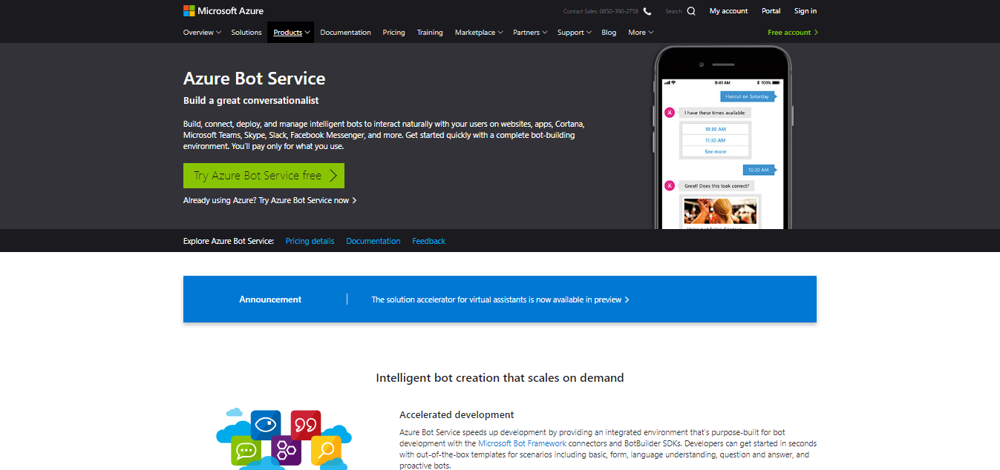 Microsoft Azure
Contact Sales: 0850-390-2758
Search
My account
Portal
Sign in
Overview
Solutions
Products
Documentation
Pricing
Training
Marketplace
Partners
Support
Blog
More
Free account
Azure Bot Service
Build a great conversationalist
Build, connect, deploy, and manage intelligent bots to interact naturally with your users on websites, apps, Cortana,
Microsoft Teams, Skype, Slack, Facebook Messenger, and more. Get started quickly with a complete bot-building
environment. You'll pay only for what you use.
Try Azure Bot Service free
Already using Azure? Try Azure Bot Service now
9:41 AM
100%
Haircut on Saturday
X
I have these times available:
10:30 AM
11:30 AM
See more
10:30 AM
X
Great! Does this look correct?
Explore Azure Bot Service:
Pricing details
Documentation
Feedback
Announcement
The solution accelerator for virtual assistants is now available in preview
Intelligent bot creation that scales on demand
Accelerated development
Azure Bot Service speeds up development by providing an integrated environment that's purpose-built for bot
development with the Microsoft Bot Framework connectors and BotBuilder SDKs. Developers can get started in seconds
with out-of-the-box templates for scenarios including basic, form, language understanding, question and answer, and
proactive bots.